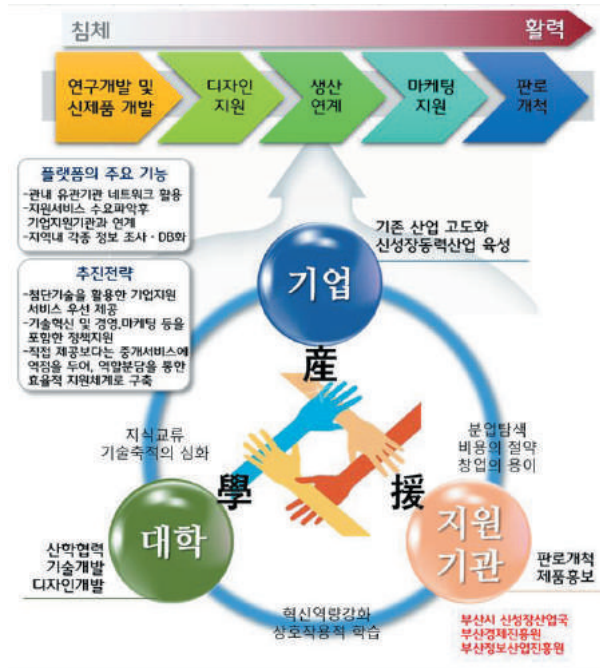 침체
활력
연구개발 및
신제품 개발
디자인
지원
생산
연계
마케팅
지원
판로
개척
플랫폼의 주요 기능
-관내 유관기관 네트워크 활용
-지원서비스 수요파악후
기업지원기관과 연계
-지역내 각종 정보 조사·DB화
추진전략
-첨단기술을 활용한 기업지원
서비스 우선 제공
-기술혁신 및 경영,마케팅 등을
포함한 정책지원
-직접 제공보다는 중개서비스에
역점을 두어, 역할분담을 통한
효율적 지원체계로 구축
기존 산업 고도화
신성장동력산업 육성
기업
産
지식교류
기술축적의 심화
분업탐색
비용의 절약
창업의 용이
學
援
대학
지원
기관
산학협력
기술개발
디자인개발
판로개척
제품홍보
혁신역량강화
상호작용적 학습
부산시 신성장산업국
부산경제진흥원
부산정보산업진흥원